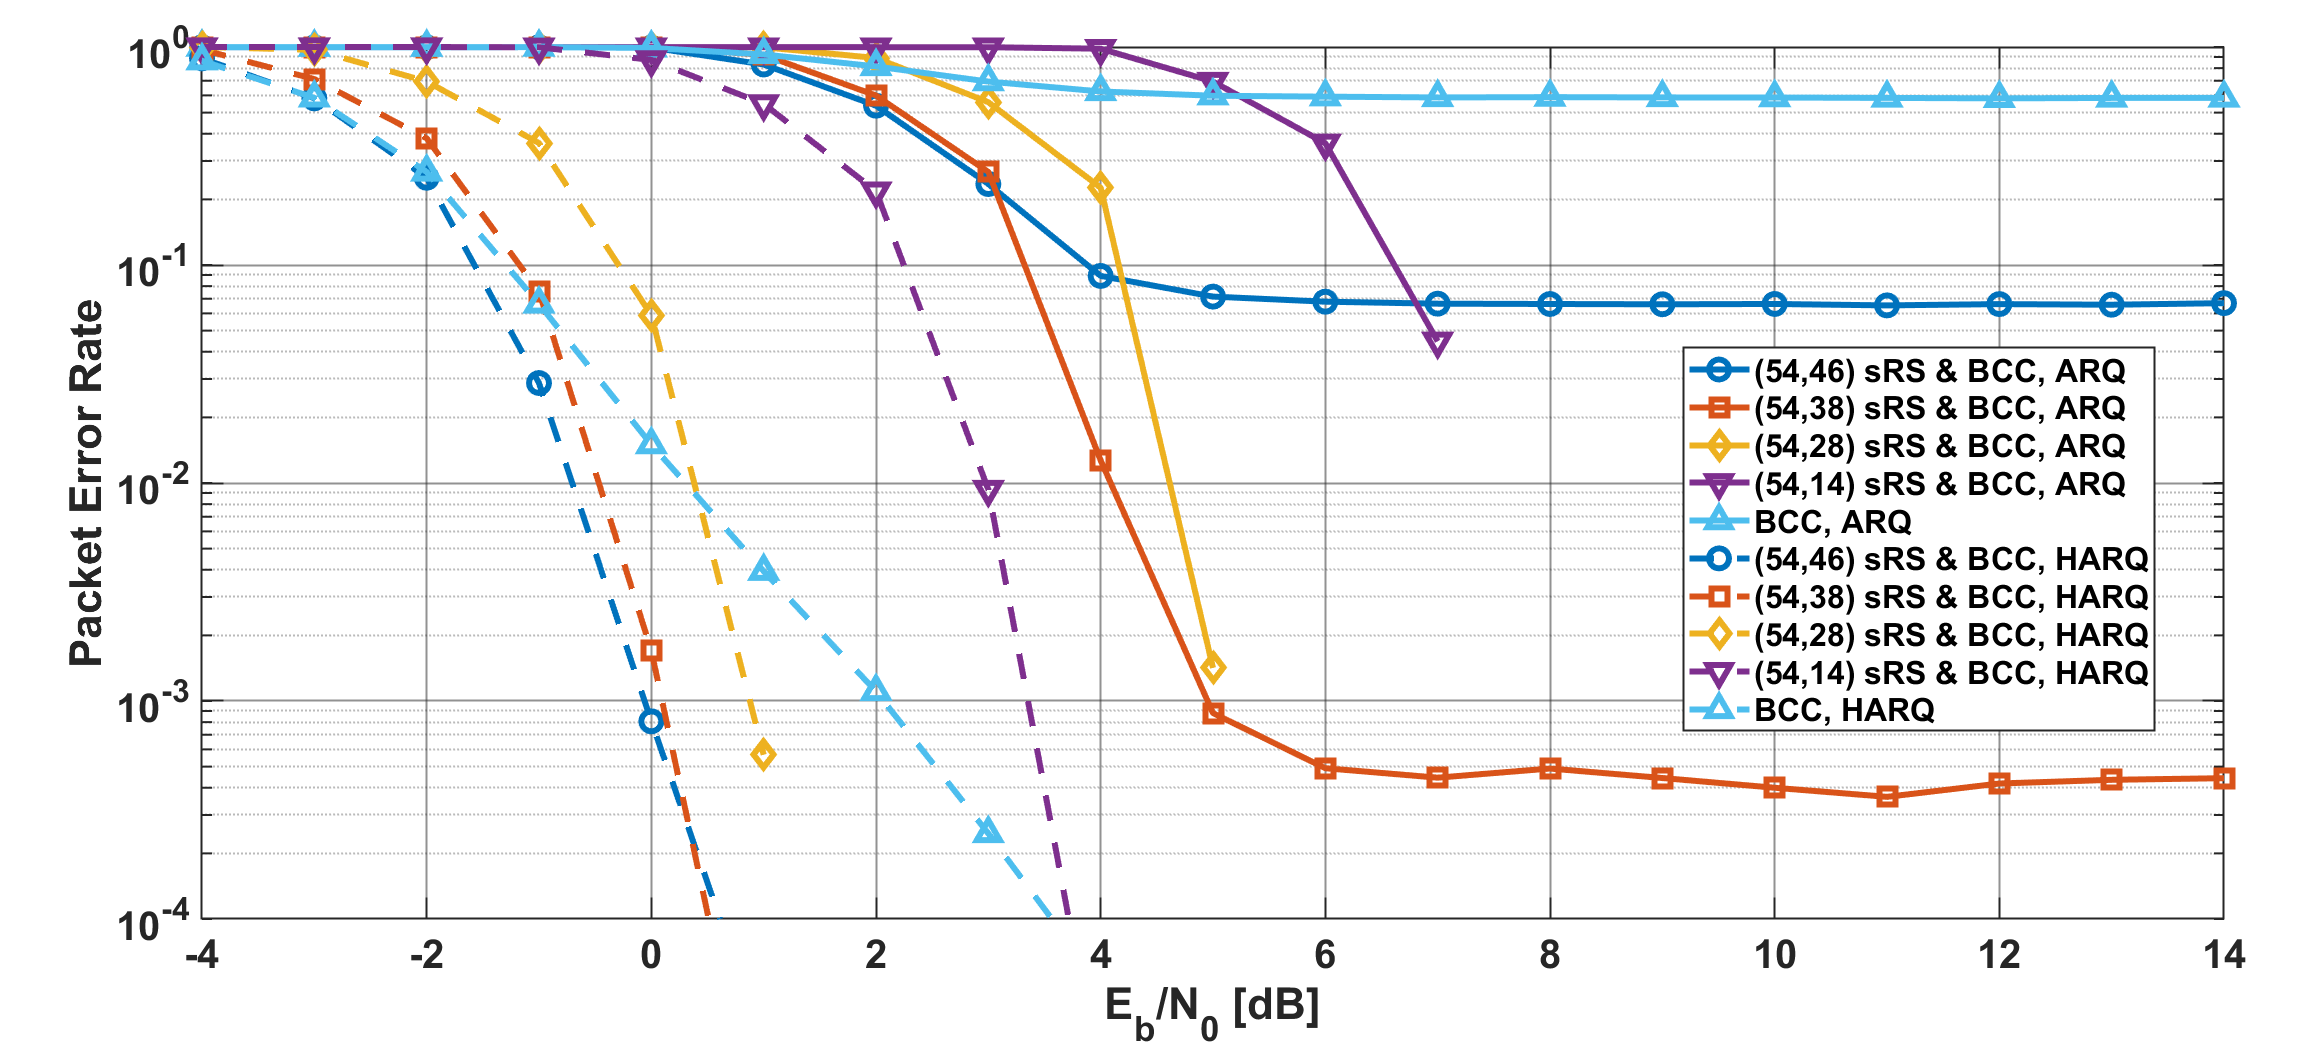 10^0
10^-1
10^-2
10^-3
10^-4
Packet Error Rate
(54,46) sRS & BCC, ARQ
(54,38) sRS & BCC, ARQ
(54,28) sRS & BCC, ARQ
(54,14) sRS & BCC, ARQ
BCC, ARQ
(54,46) sRS & BCC, HARQ
(54,38) sRS & BCC, HARQ
(54,28) sRS & BCC, HARQ
(54,14) sRS & BCC, HARQ
BCC, HARQ
-4 -2 0 2 4 6 8 10 12 14
E_b/N_0 [dB]